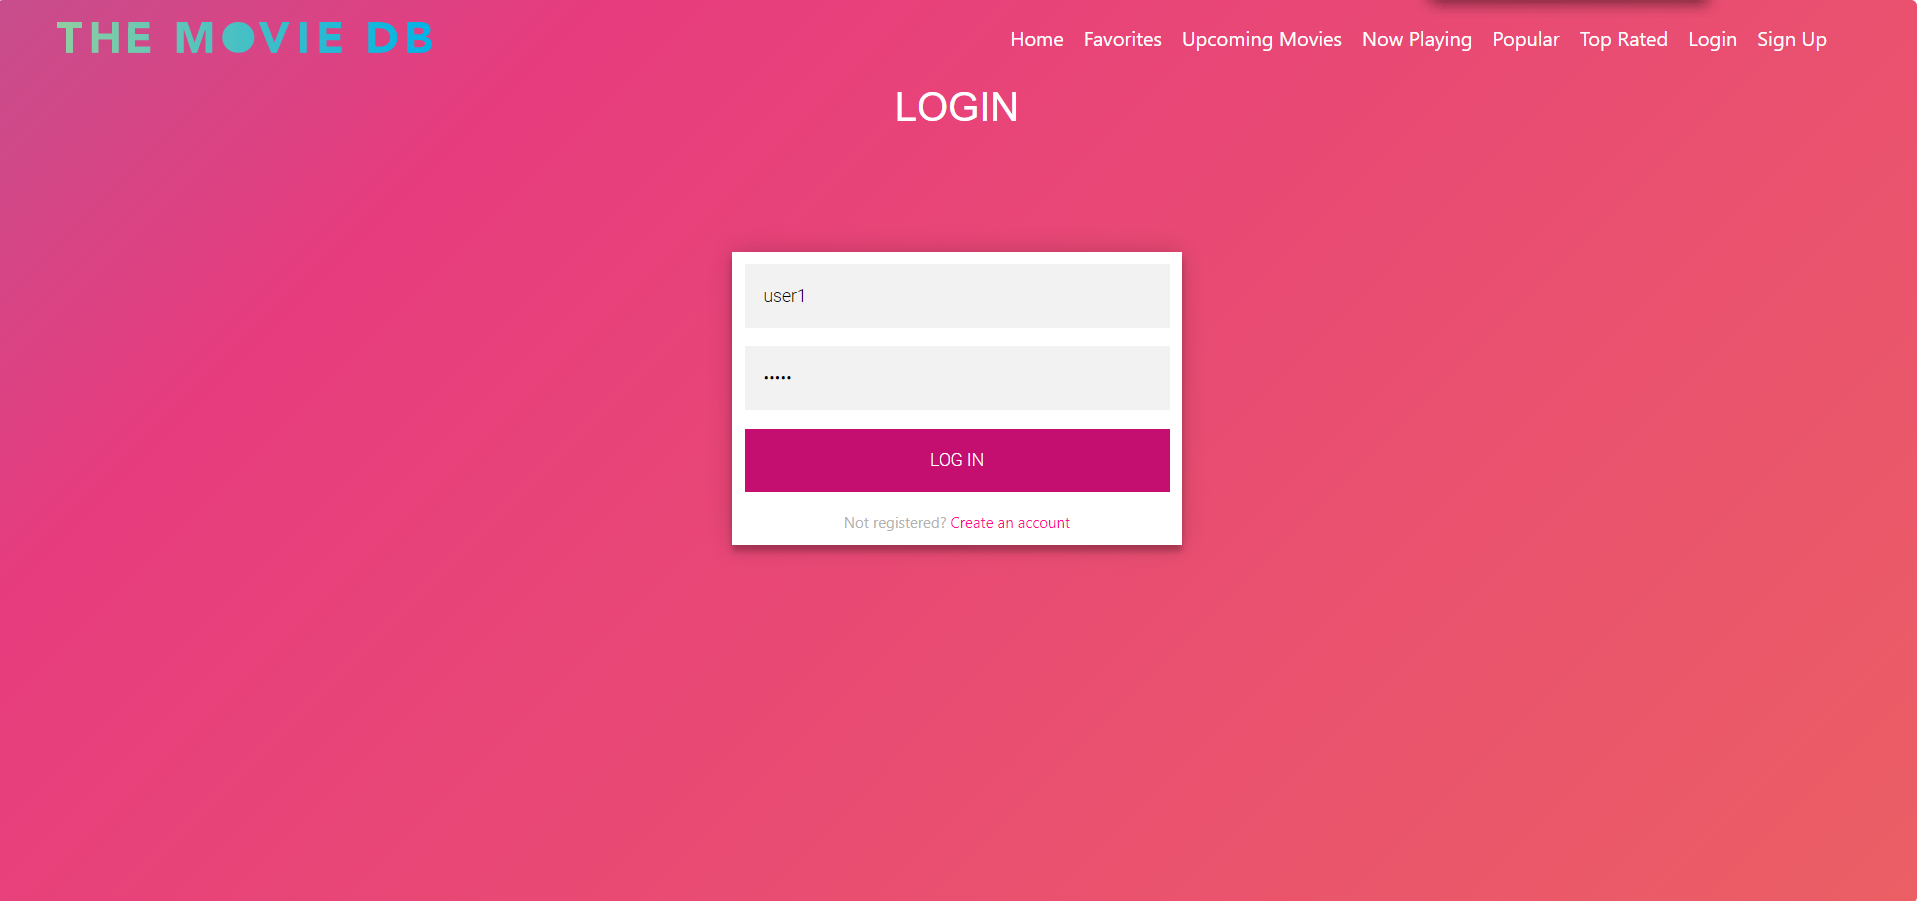 THE MOVIE DB
Home Favorites Upcoming Movies Now Playing Popular Top Rated Login Sign Up
LOGIN
user1
•••••
LOG IN
Not registered? Create an account